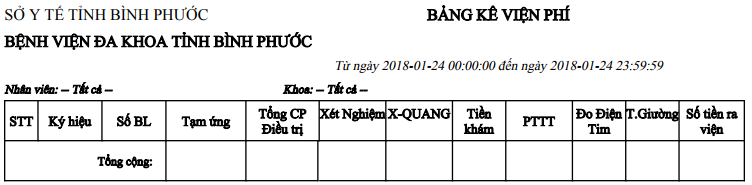 SỞ Y TẾ TỈNH BÌNH PHƯỚC
BẢNG KÊ VIỆN PHÍ
BỆNH VIỆN ĐA KHOA TỈNH BÌNH PHƯỚC
Từ ngày 2018-01-24 00:00:00 đến ngày 2018-01-24 23:59:59
Nhân viên: -- Tất cả -- Khoa: -- Tất cả --
STT Ký hiệu Số BL Tạm ứng Tổng CP Điều trị Xét Nghiệm X-QUANG Tiền khám PTTT Đo Điện Tim T.Giường Số tiền ra viện
Tổng cộng: